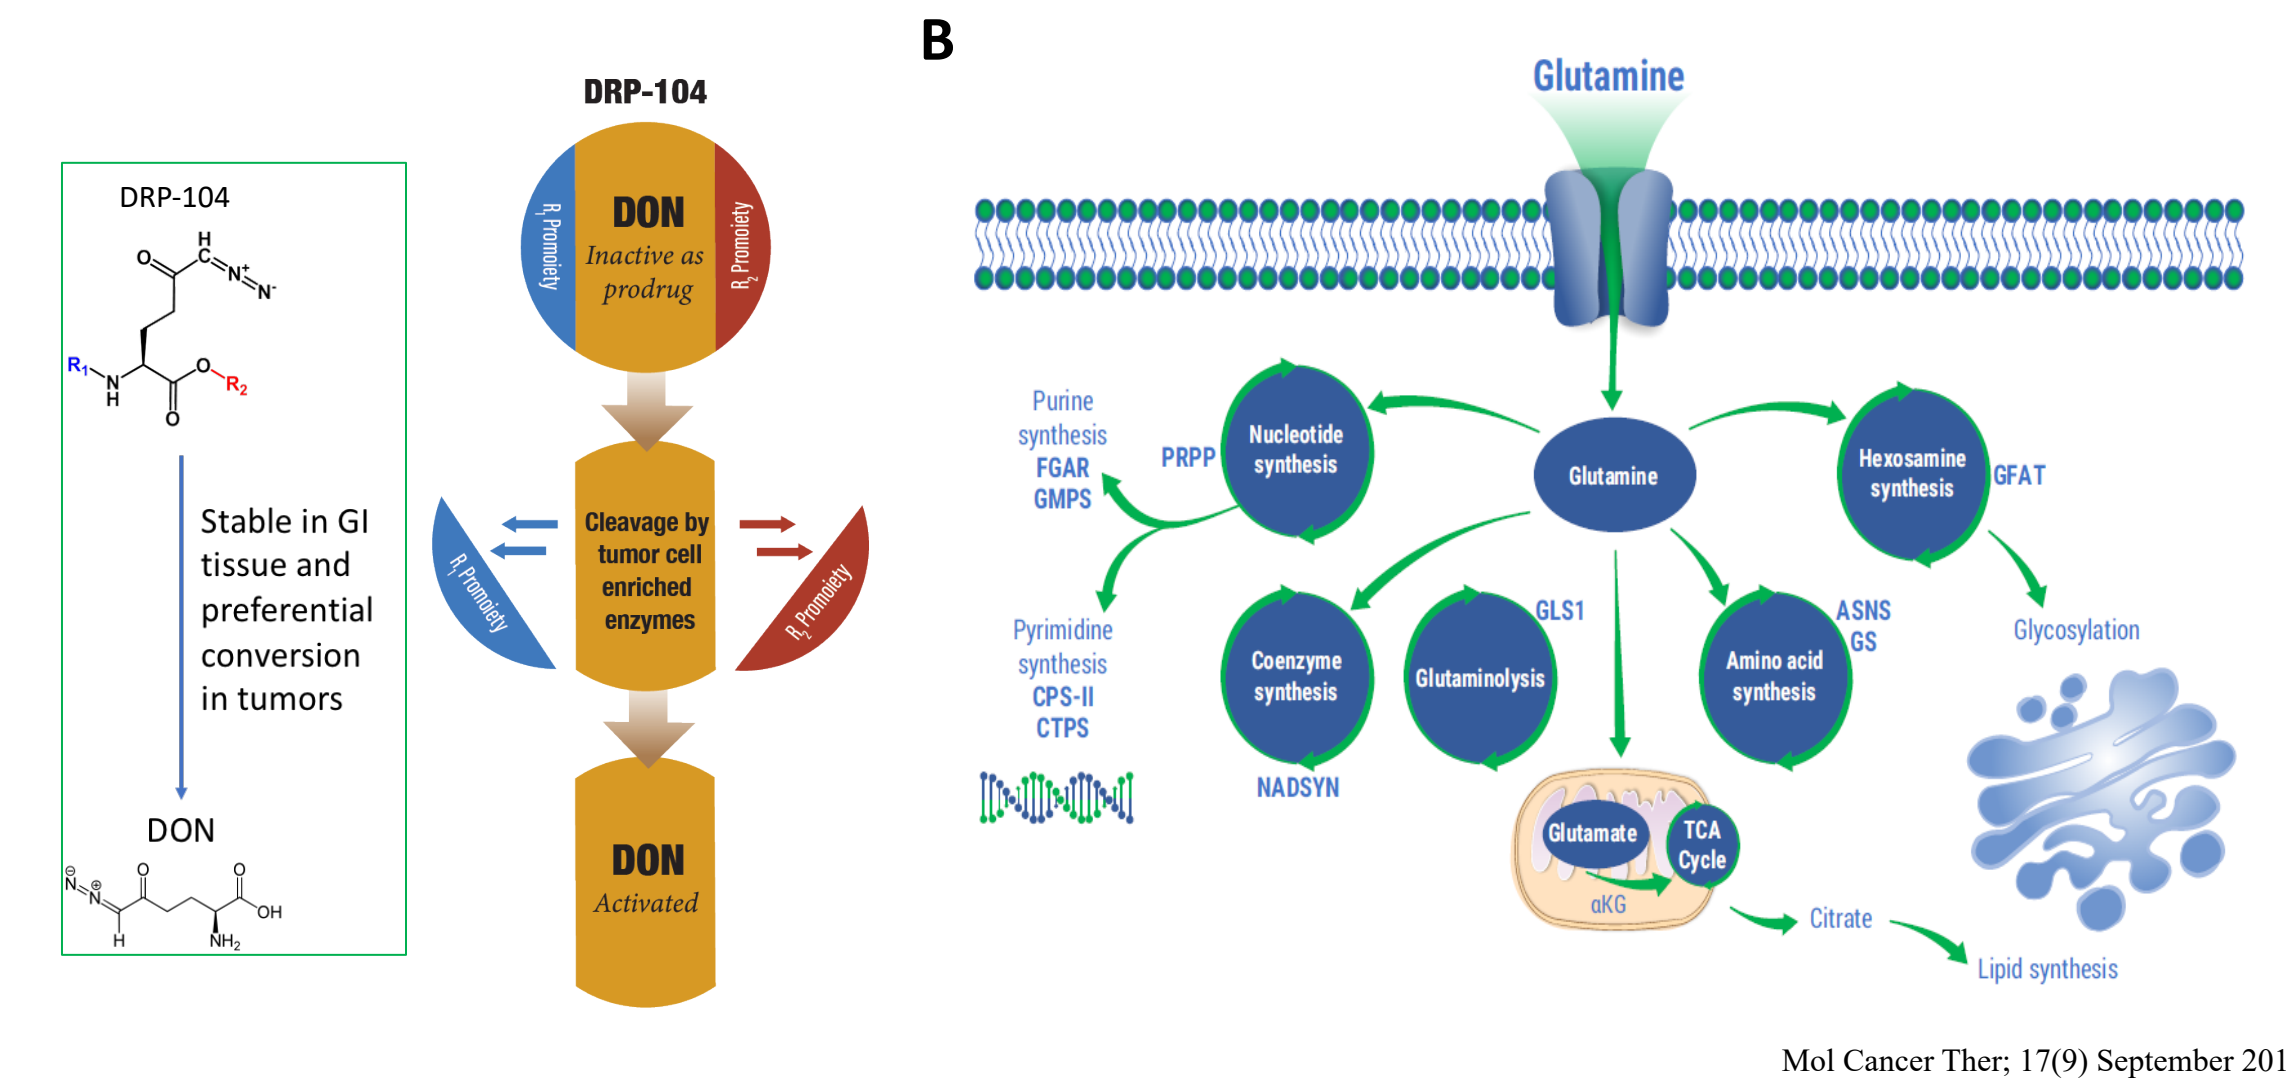 B
DRP-104
H
O
N+
N-
R1
N
H
O
R2
O
Stable in GI
tissue and
preferential
conversion
in tumors
DON
N
⊖
N
⊕
H
O
O
OH
NH2
DRP-104
R1 Promoiety
DON
Inactive as
prodrug
R2 Promoiety
Cleavage by
tumor cell
enriched
enzymes
R1 Promoiety
R2 Promoiety
DON
Activated
Glutamine
Purine
synthesis
FGAR
GMPS
PRPP
Nucleotide
synthesis
Glutamine
Hexosamine
synthesis
GFAT
Pyrimidine
synthesis
CPS-II
CTPS
Coenzyme
synthesis
NADSYN
Glutaminolysis
GLS1
Amino acid
synthesis
ASNS
GS
Glycosylation
Glutamate
TCA
Cycle
αKG
Citrate
Lipid synthesis
Mol Cancer Ther; 17(9) September 201